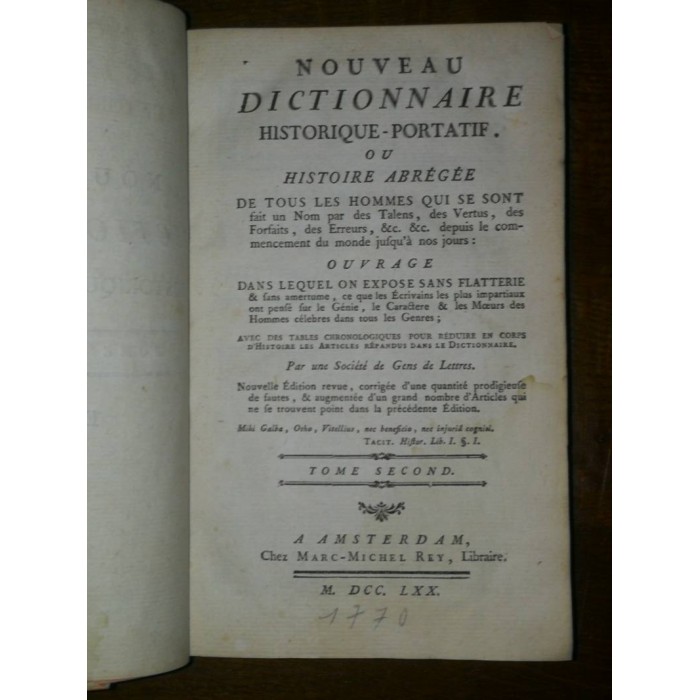 NOUVEAU
DICTIONNAIRE
HISTORIQUE-PORTATIF.
OU
HISTOIRE ABRÉGÉE
DE TOUS LES HOMMES QUI SE SONT
fait un Nom par des Talens, des Vertus, des
Forfaits, des Erreurs, &c. &c. depuis le com-
mencement du monde jusqu'à nos jours:
OUVRAGE
DANS LEQUEL ON EXPOSE SANS FLATTERIE
& sans amertume, ce que les Écrivains les plus impartiaux
ont pensé sur le Génie, le Caractere & les Mœurs des
Hommes célebres dans tous les Genres;
AVEC DES TABLES CHRONOLOGIQUES POUR RÉDUIRE EN CORPS
D'HISTOIRE LES ARTICLES RÉPANDUS DANS LE DICTIONNAIRE.
Par une Société de Gens de Lettres.
Nouvelle Édition revue, corrigée d'une quantité prodigieuse
de fautes, & augmentée d'un grand nombre d'Articles qui
ne se trouvent point dans la précédente Édition.
Mihi Galba, Otho, Vitellius, nec beneficio, nec injuriâ cogniti.
TACIT. Histor. Lib. I. §. I.
TOME SECOND.
A AMSTERDAM,
Chez MARC-MICHEL REY, Libraire.
M. DCC. LXX.
1770